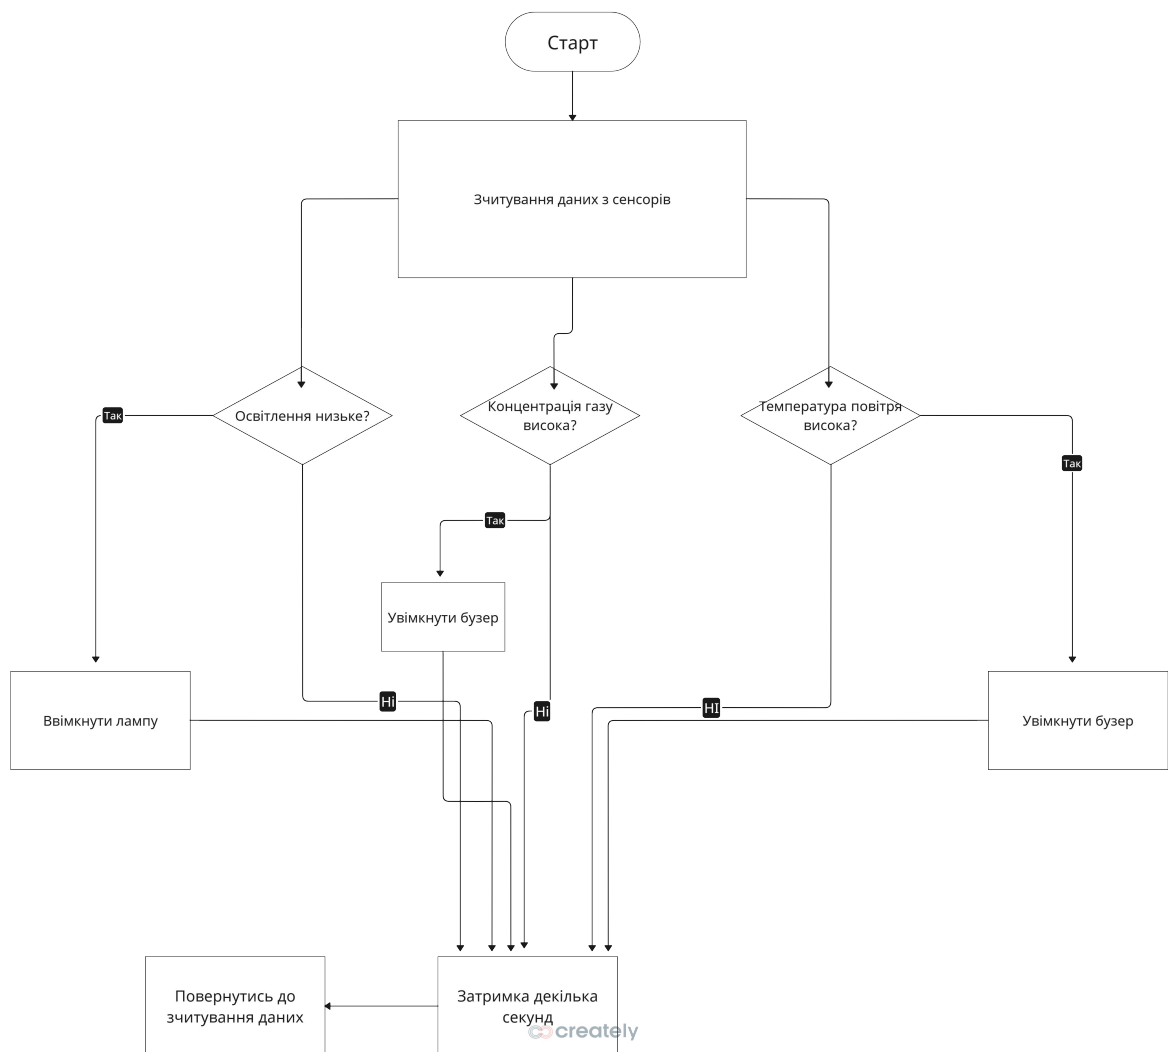 Старт
Зчитування даних з сенсорів
Освітлення низьке?
Концентрація газу
висока?
Температура повітря
висока?
Так
Так
Так
Увімкнути бузер
Ні
Ні
НІ
Ввімкнути лампу
Увімкнути бузер
Повернутись до
зчитування даних
Затримка декілька
секунд
creately